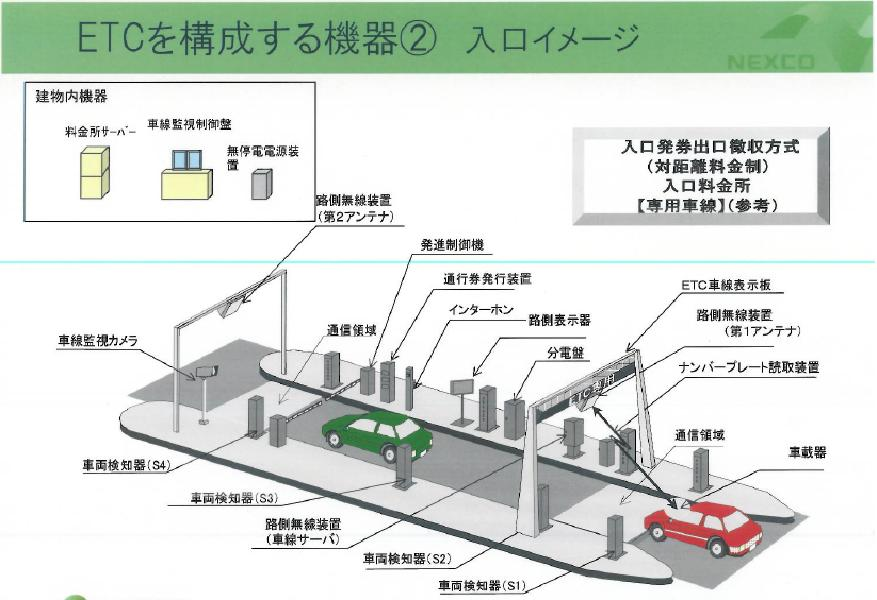 ETCを構成する機器② 入口イメージ
NEXCO
建物内機器
料金所サーバー
車線監視制御盤
無停電電源装
置
入口発券出口徴収方式
(対距離料金制)
入口料金所
【専用車線】(参考)
路側無線装置
(第2アンテナ)
発進制御機
通行券発行装置
インターホン
路側表示器
分電盤
ETC車線表示板
路側無線装置
(第1アンテナ)
ナンバープレート読取装置
通信領域
車線監視カメラ
ETC専用
通信領域
車載器
車両検知器(S4)
車両検知器(S3)
路側無線装置
(車線サーバ)
車両検知器(S2)
車両検知器(S1)